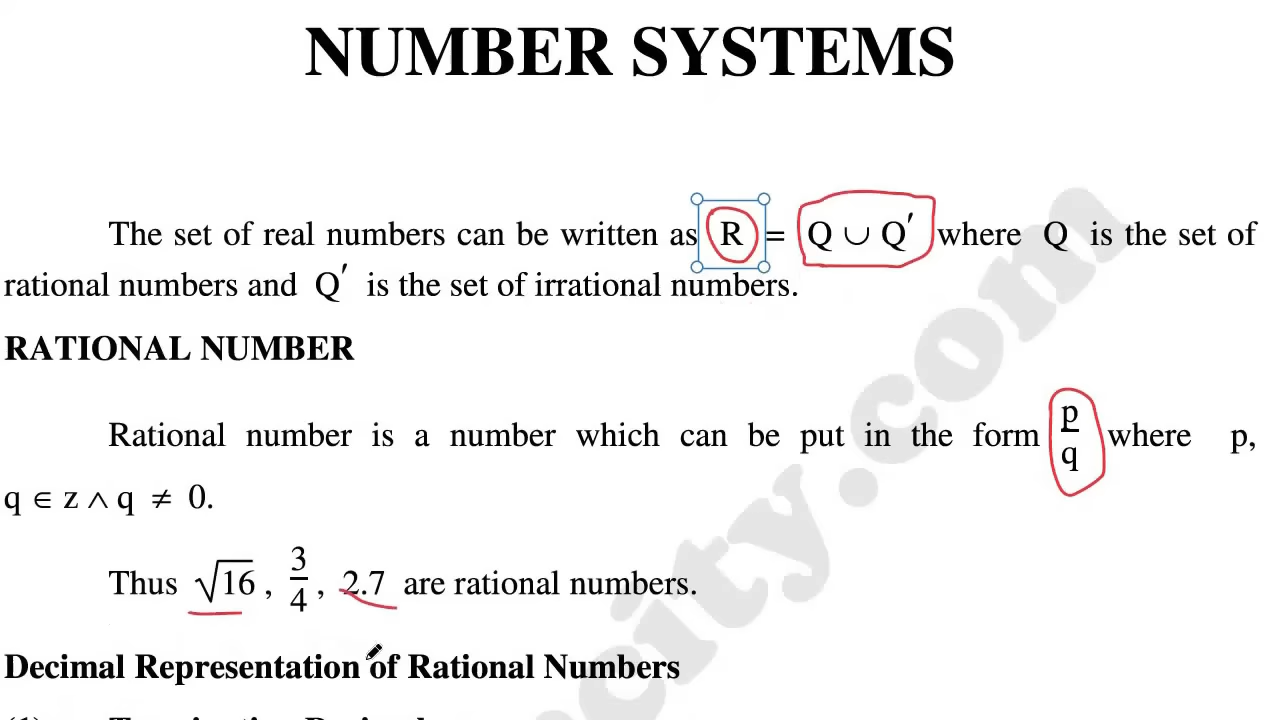 NUMBER SYSTEMS
The set of real numbers can be written as R = Q ∪ Q′ where Q is the set of
rational numbers and Q′ is the set of irrational numbers.
RATIONAL NUMBER
Rational number is a number which can be put in the form p/q where p,
q ∈ z ∧ q ≠ 0.
Thus √16 , 3/4 , 2.7 are rational numbers.
Decimal Representation of Rational Numbers
city.com